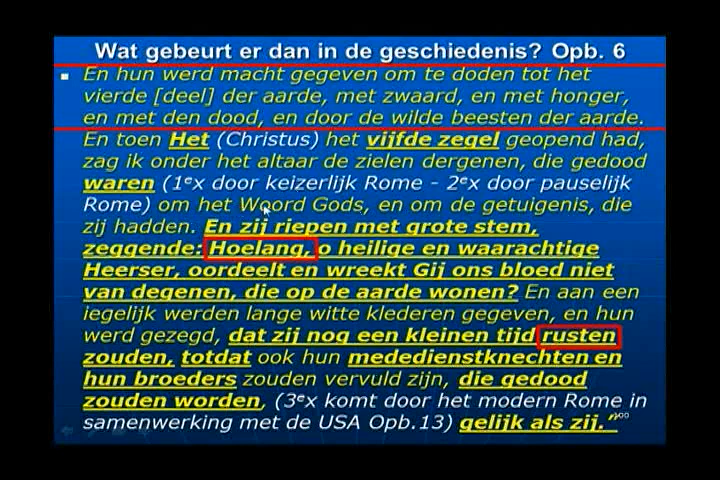 Wat gebeurt er dan in de geschiedenis? Opb. 6
En hun werd macht gegeven om te doden tot het
vierde [deel] der aarde, met zwaard, en met honger,
en met den dood, en door de wilde beesten der aarde.
En toen Het (Christus) het vijfde zegel geopend had,
zag ik onder het altaar de zielen dergenen, die gedood
waren (1ᵉx door keizerlijk Rome - 2ᵉx door pauselijk
Rome) om het Woord Gods, en om de getuigenis, die
zij hadden. En zij riepen met grote stem,
zeggende: Hoelang, o heilige en waarachtige
Heerser, oordeelt en wreekt Gij ons bloed niet
van degenen, die op de aarde wonen? En aan een
iegelijk werden lange witte klederen gegeven, en hun
werd gezegd, dat zij nog een kleinen tijd rusten
zouden, totdat ook hun mededienstknechten en
hun broeders zouden vervuld zijn, die gedood
zouden worden, (3ᵉx komt door het modern Rome in
samenwerking met de USA Opb.13) gelijk als zij.”